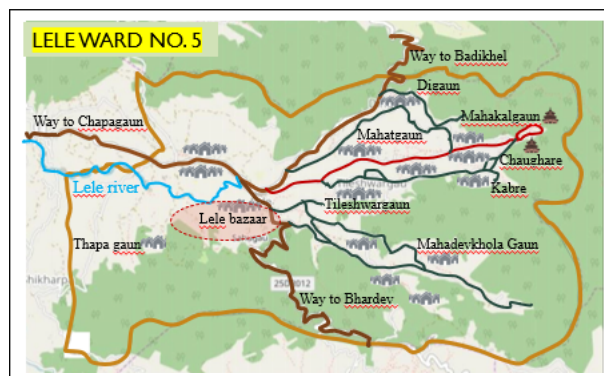 LELE WARD NO. 5
Way to Badikhel
Digaun
Way to Chapagaun
Mahakalgaun
Mahatgaun
Chaughare
Lele river
Kabre
Tileshwargaun
Lele bazaar
Thapa gaun
Mahadevkhola Gaun
Way to Bhardev